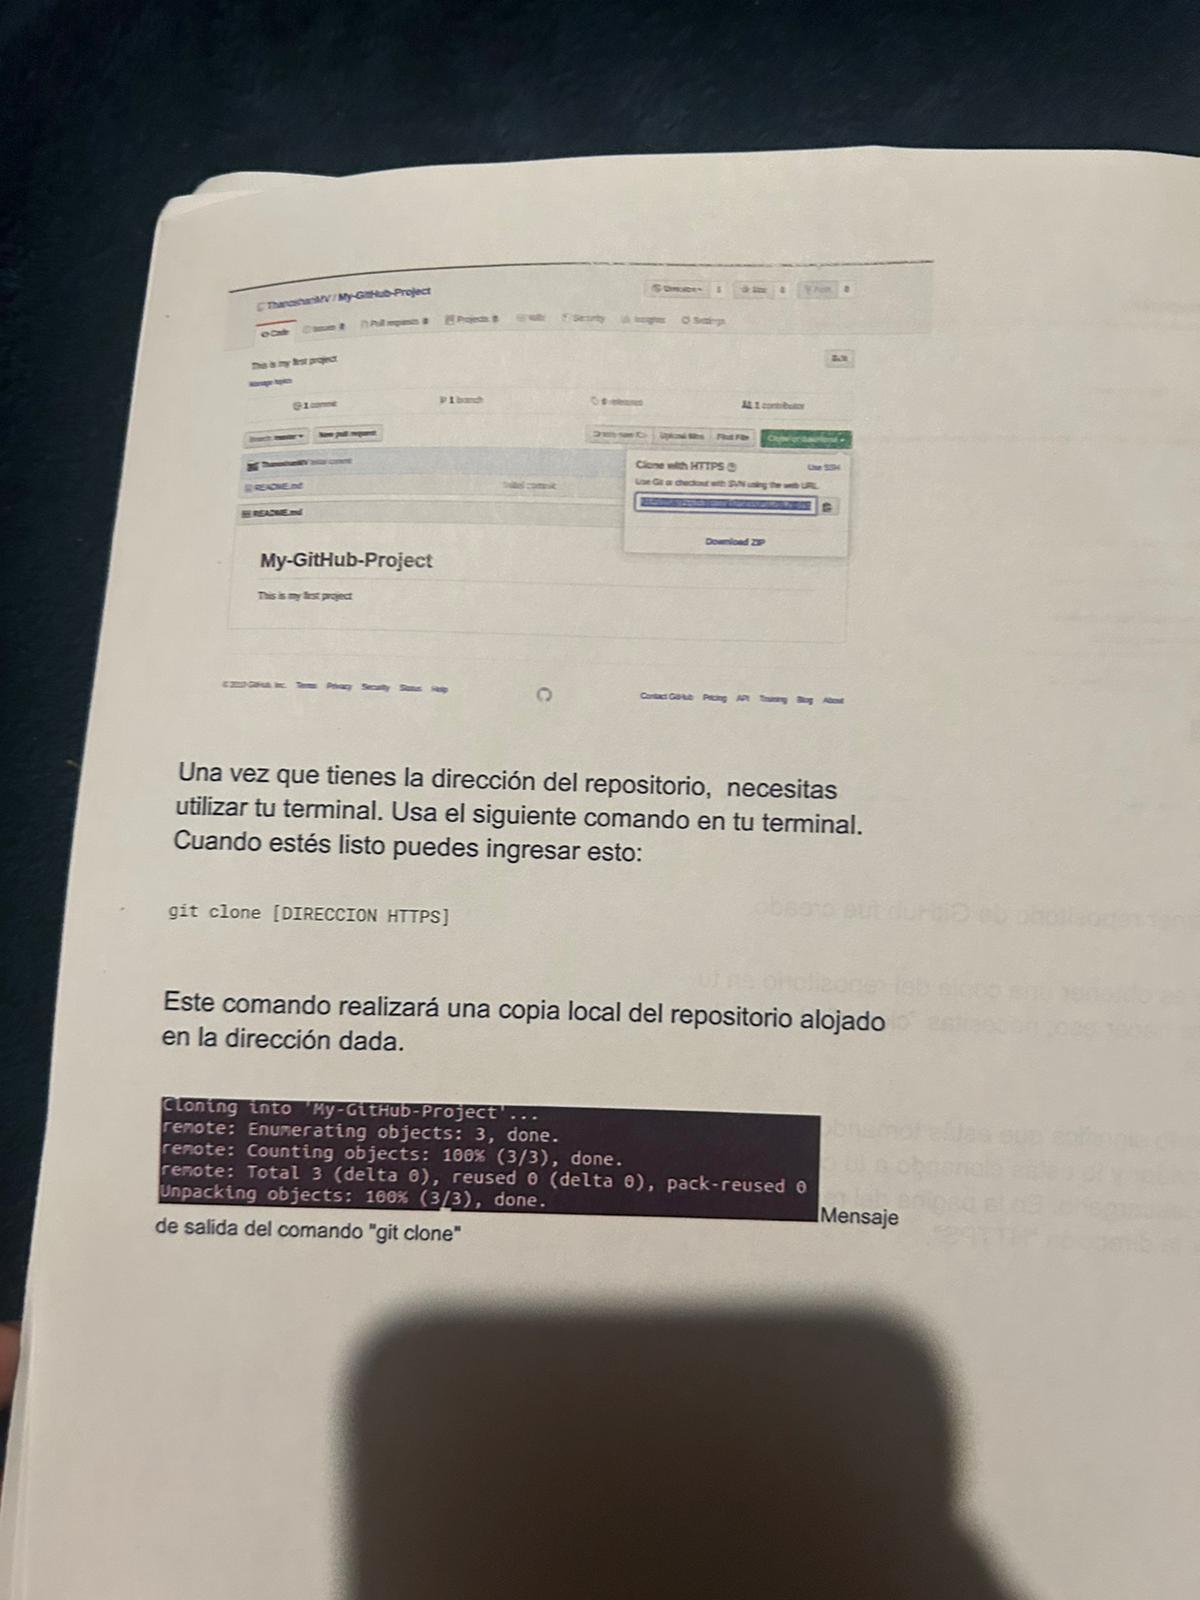 ThanoshanMV / My-GitHub-Project
Code Issues Pull requests Projects Security Insights Settings
This is my first project
Manage topics
1 commit 1 branch 0 releases 1 contributor
Branch: master New pull request Upload files Find File Clone or download
ThanoshanMV Initial commit
README.md Initial commit
README.md
Clone with HTTPS Use SSH
Use Git or checkout with SVN using the web URL.
Download ZIP
My-GitHub-Project
This is my first project
GitHub, Inc. Terms Privacy Security Status Help
Contact GitHub Pricing API Training Blog About
Una vez que tienes la dirección del repositorio, necesitas
utilizar tu terminal. Usa el siguiente comando en tu terminal.
Cuando estés listo puedes ingresar esto:
git clone [DIRECCION HTTPS]
Este comando realizará una copia local del repositorio alojado
en la dirección dada.
Cloning into 'My-GitHub-Project'...
remote: Enumerating objects: 3, done.
remote: Counting objects: 100% (3/3), done.
remote: Total 3 (delta 0), reused 0 (delta 0), pack-reused 0
Unpacking objects: 100% (3/3), done.
Mensaje
de salida del comando "git clone"